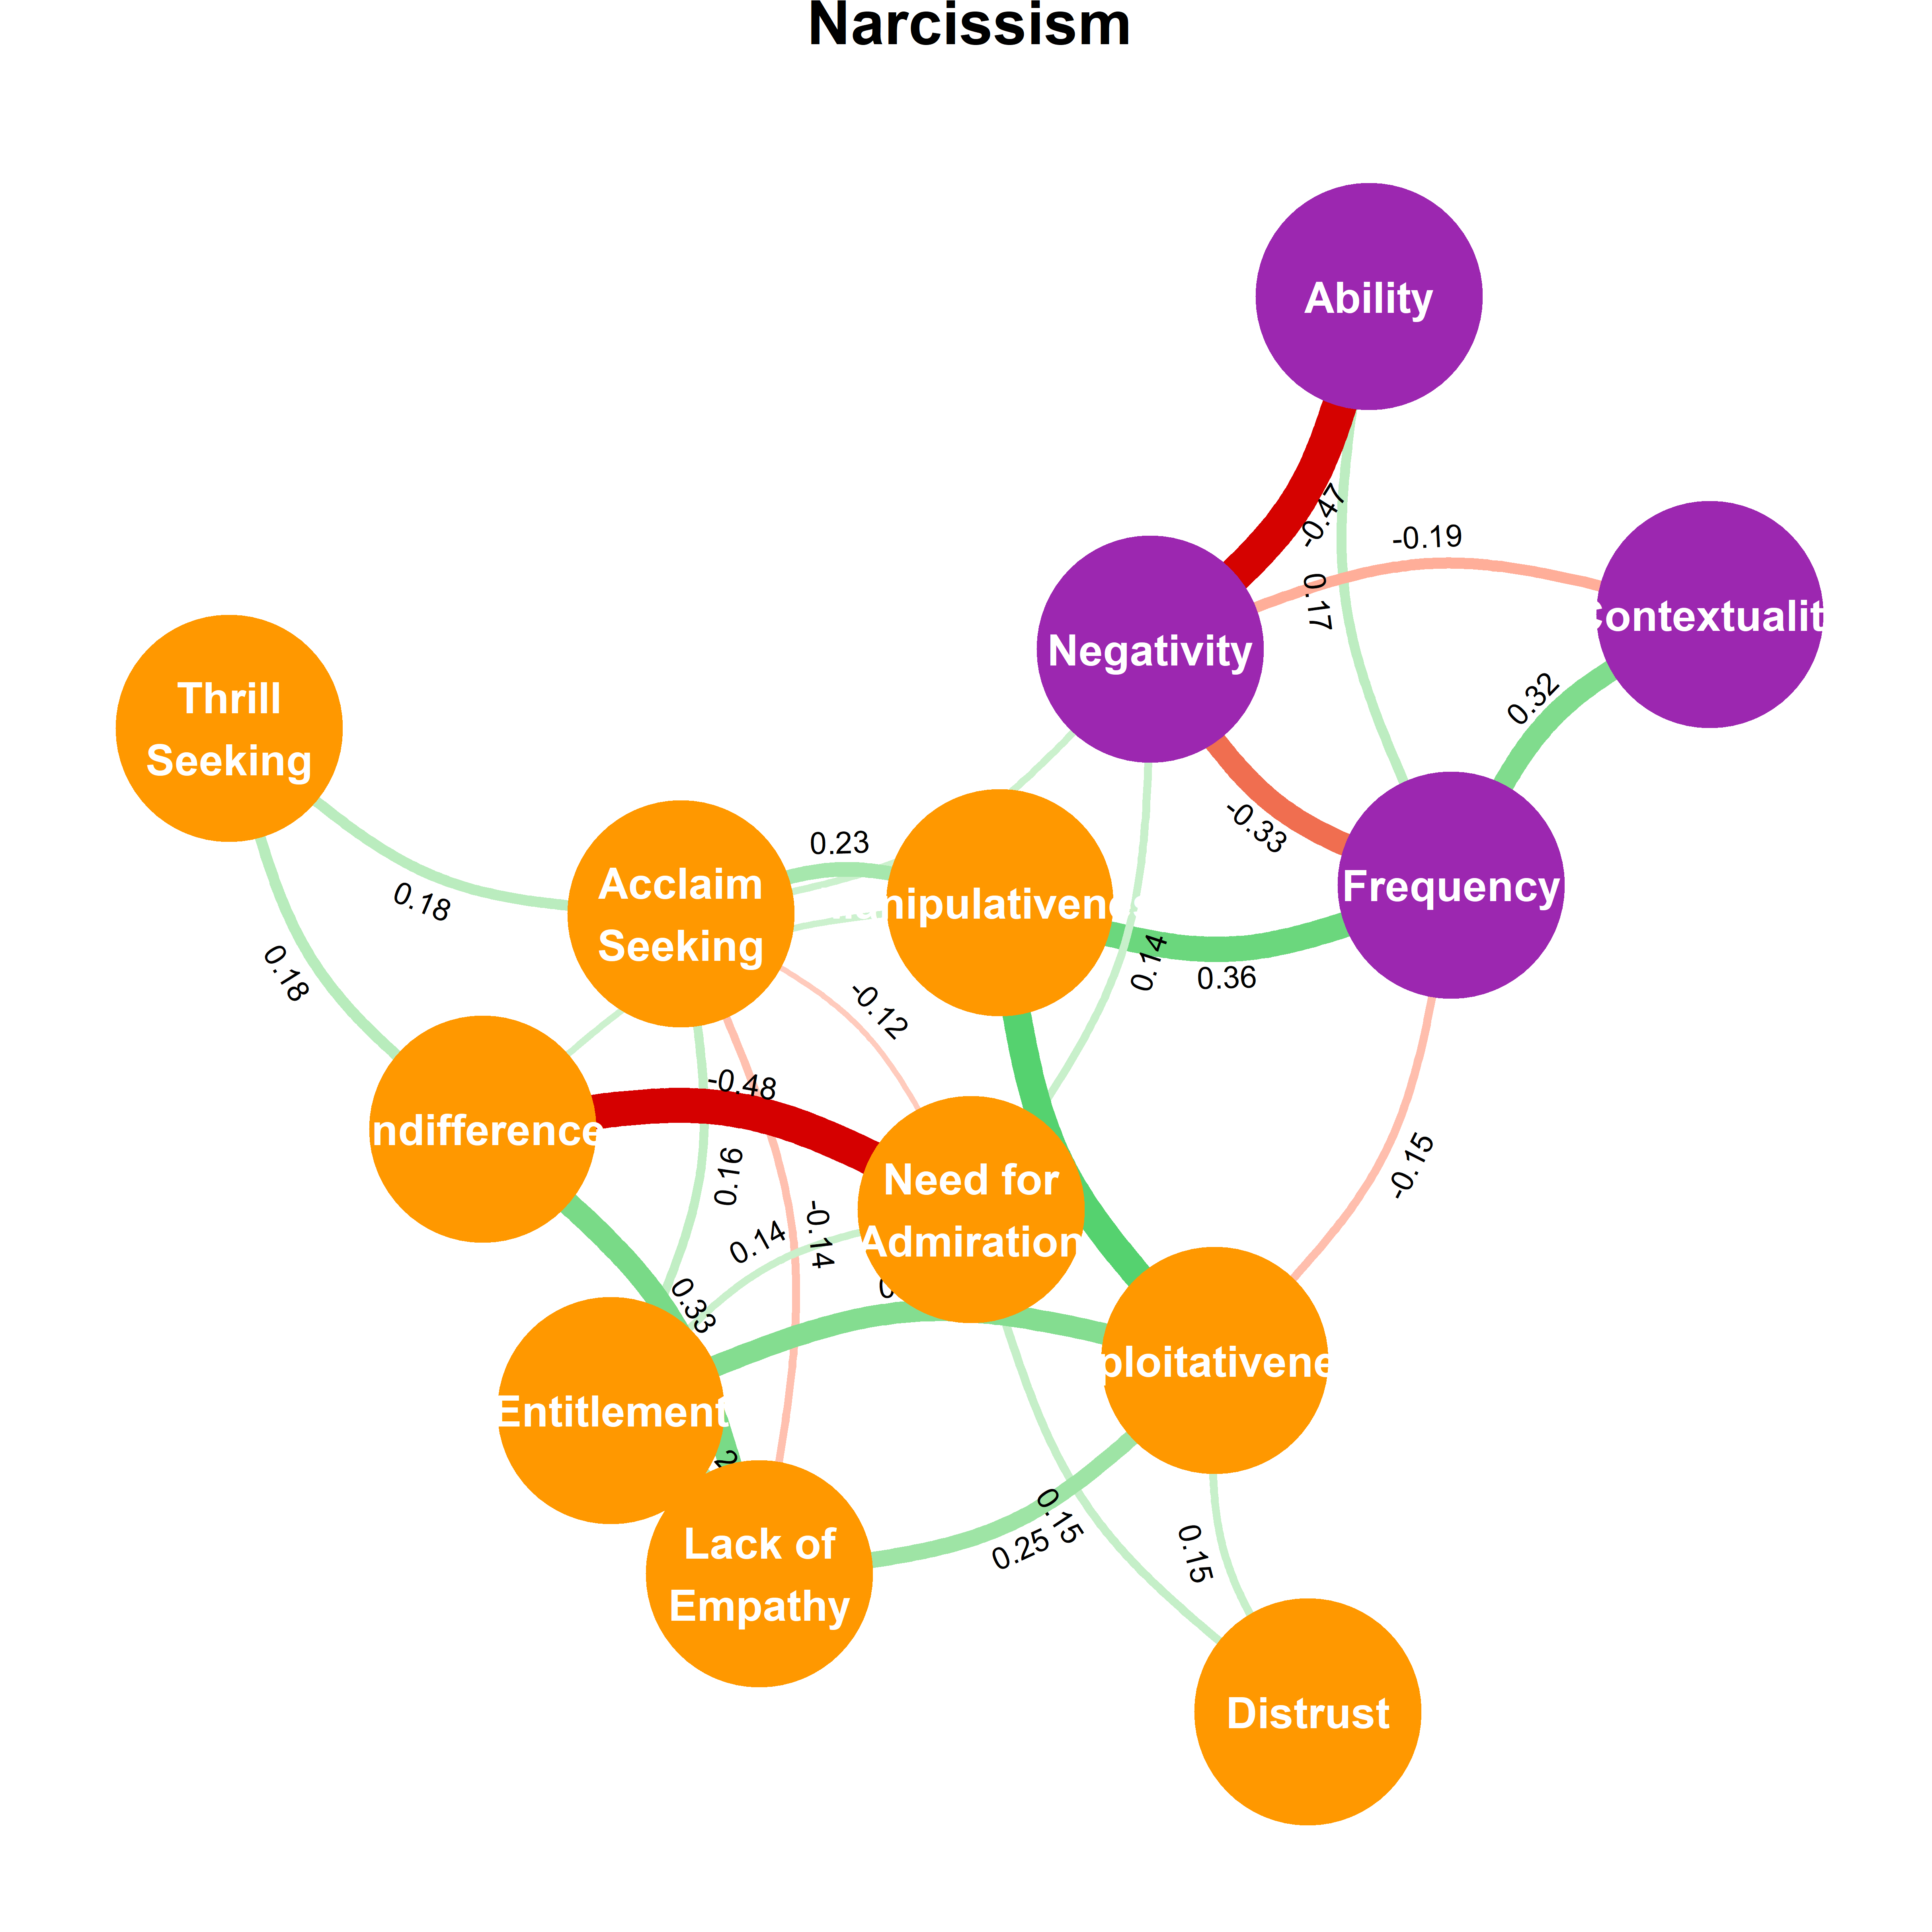 Narcissism
Ability
-0.47
-0.19
0.17
ontextualit
Negativity
0.32
Thrill
Seeking
-0.33
0.23
Acclaim
Seeking
nipulativene
Frequency
0.18
0.14
0.36
0.18
-0.12
-0.48
ndifference
0.16
-0.15
Need for
Admiration
0.14
-0.14
0.33
0
ploitativene
Entitlement
2
0.15
0.25
0.15
Lack of
Empathy
Distrust